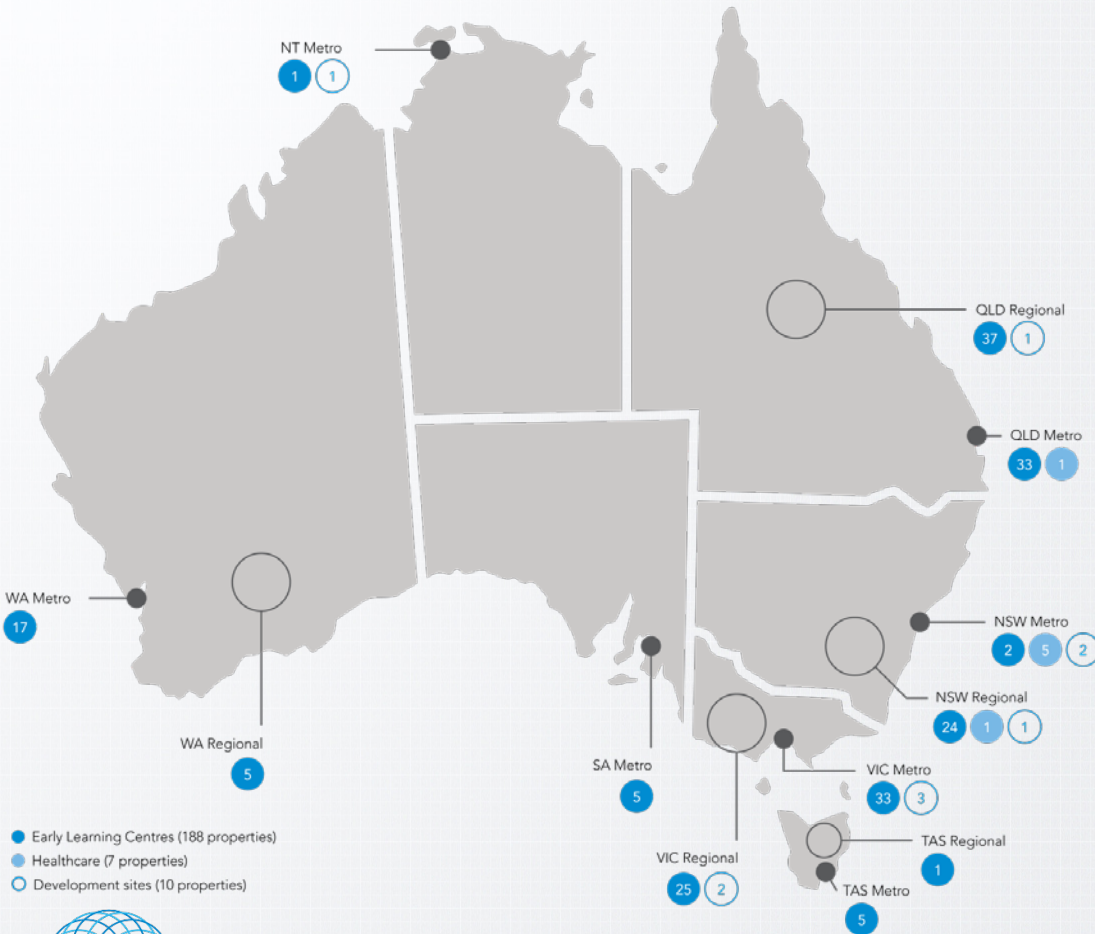 NT Metro
1 1
QLD Regional
37 1
QLD Metro
33 1
WA Metro
17
NSW Metro
2 5 2
NSW Regional
24 1 1
WA Regional
5
SA Metro
5
VIC Metro
33 3
VIC Regional
25 2
TAS Regional
1
TAS Metro
5
Early Learning Centres (188 properties)
Healthcare (7 properties)
Development sites (10 properties)